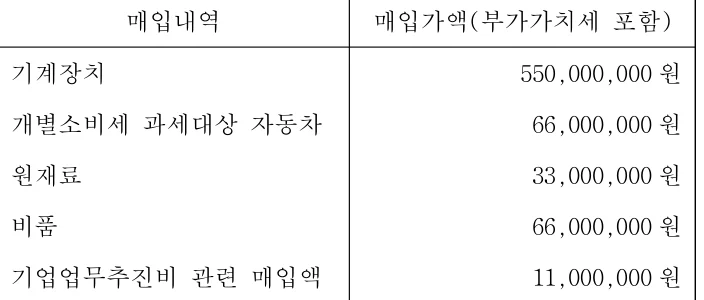 매입내역 매입가액(부가가치세 포함)
기계장치 550,000,000 원
개별소비세 과세대상 자동차 66,000,000 원
원재료 33,000,000 원
비품 66,000,000 원
기업업무추진비 관련 매입액 11,000,000 원